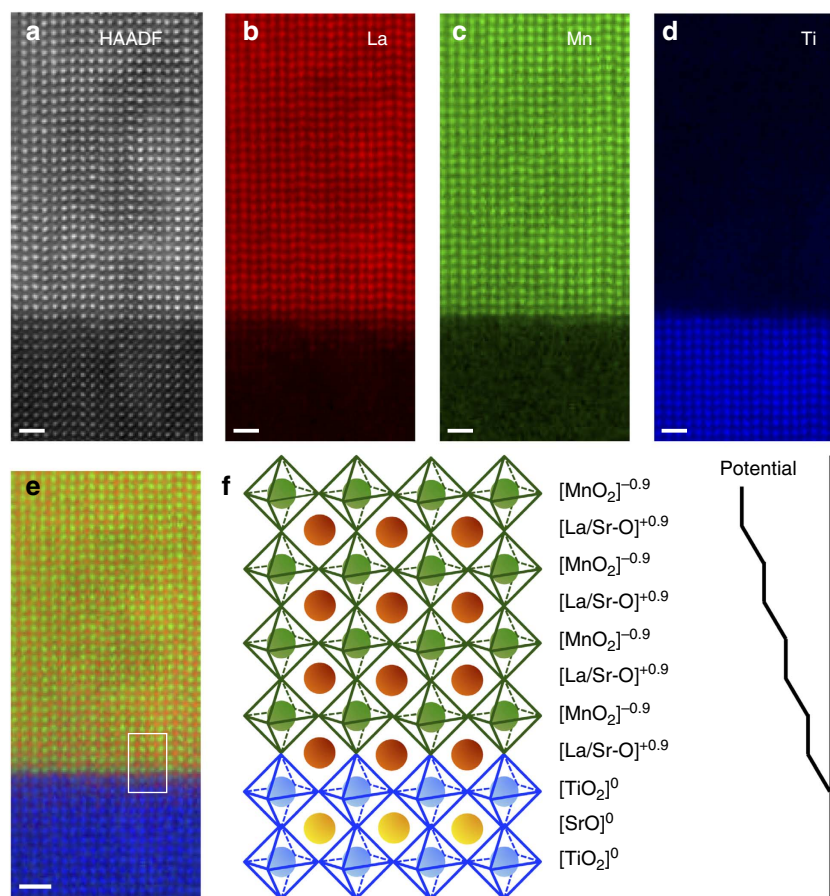 a HAADF
b La
c Mn
d Ti
e
f
Potential
[MnO₂]⁻⁰·⁹
[La/Sr-O]⁺⁰·⁹
[MnO₂]⁻⁰·⁹
[La/Sr-O]⁺⁰·⁹
[MnO₂]⁻⁰·⁹
[La/Sr-O]⁺⁰·⁹
[MnO₂]⁻⁰·⁹
[La/Sr-O]⁺⁰·⁹
[TiO₂]⁰
[SrO]⁰
[TiO₂]⁰